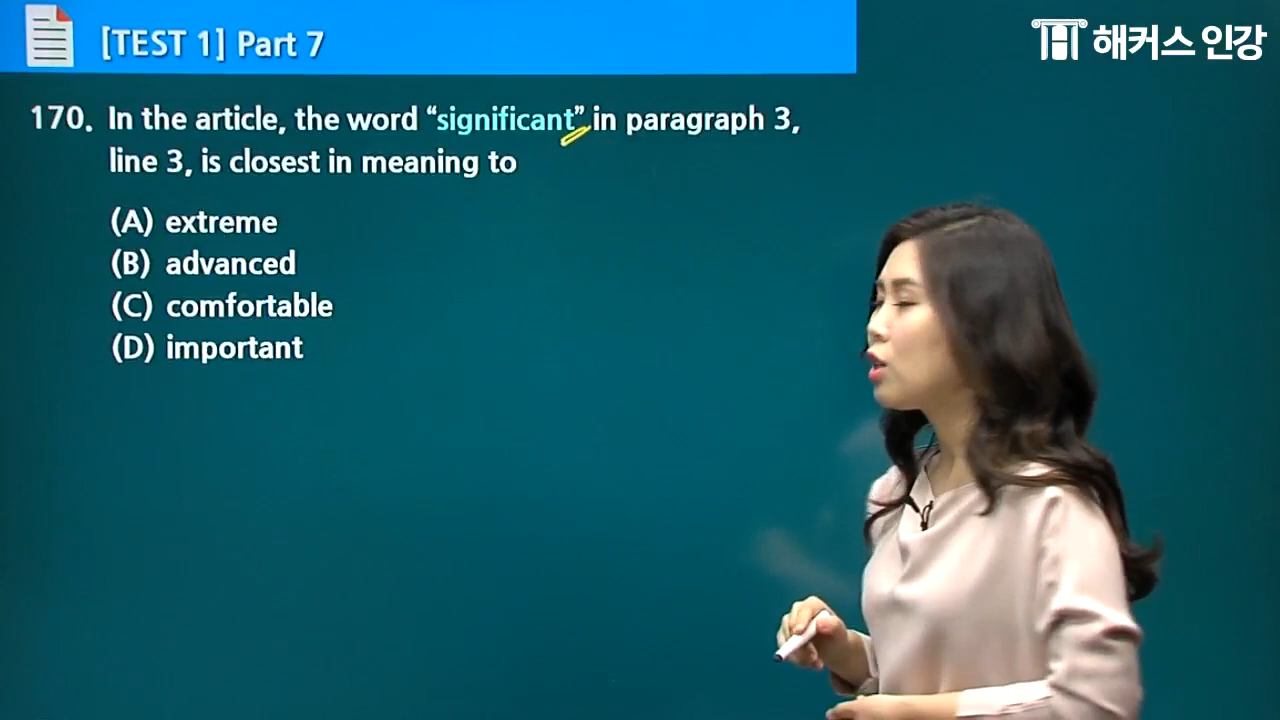 [TEST 1] Part 7
해커스 인강
170. In the article, the word “significant” in paragraph 3,
line 3, is closest in meaning to
(A) extreme
(B) advanced
(C) comfortable
(D) important